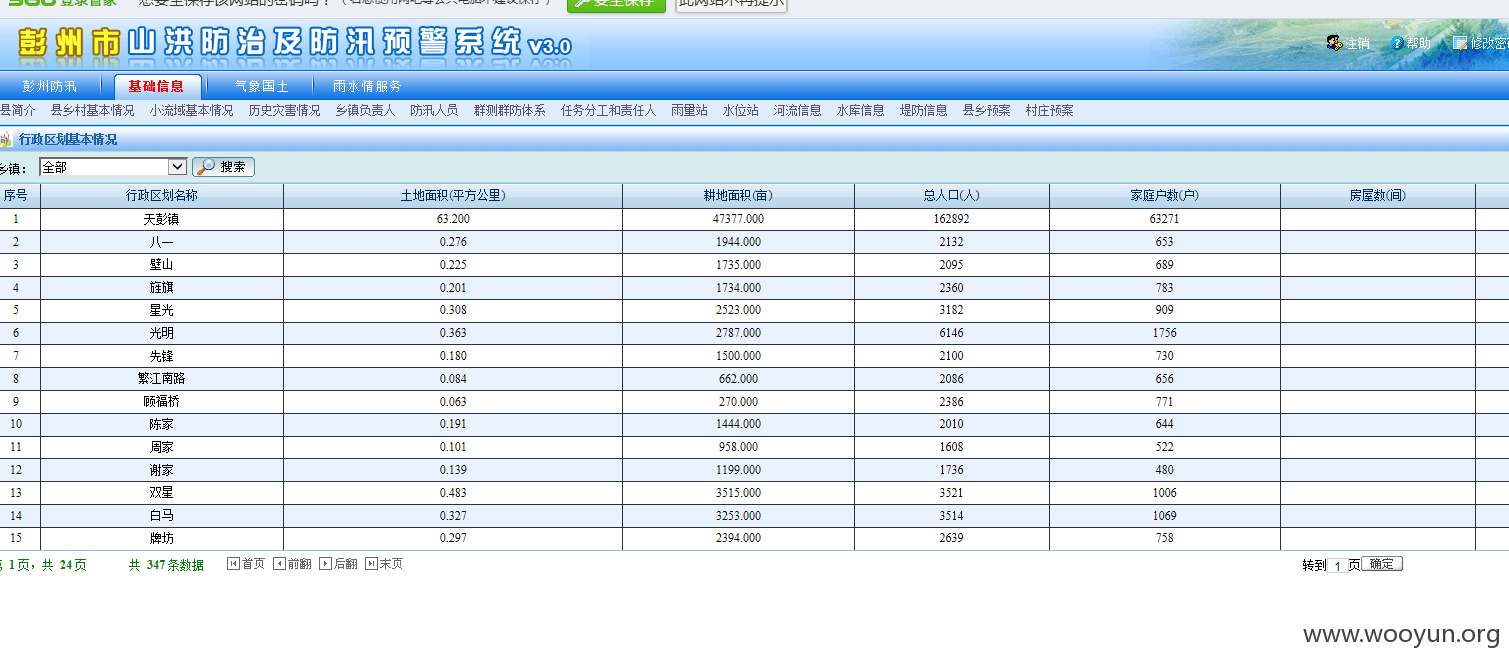 登录管家 您要安全保存该网站的密码吗? (若您使用网吧等公共电脑不建议保存) 安全保存 此网站不再提示
彭州市山洪防治及防汛预警系统 V3.0
注销 帮助 修改密
彭州防汛 基础信息 气象国土 雨水情服务
县简介 县乡村基本情况 小流域基本情况 历史灾害情况 乡镇负责人 防汛人员 群测群防体系 任务分工和责任人 雨量站 水位站 河流信息 水库信息 堤防信息 县乡预案 村庄预案
行政区划基本情况
乡镇: 全部 搜索
序号 行政区划名称 土地面积(平方公里) 耕地面积(亩) 总人口(人) 家庭户数(户) 房屋数(间)
1 天彭镇 63.200 47377.000 162892 63271
2 八一 0.276 1944.000 2132 653
3 壁山 0.225 1735.000 2095 689
4 旌旗 0.201 1734.000 2360 783
5 星光 0.308 2523.000 3182 909
6 光明 0.363 2787.000 6146 1756
7 先锋 0.180 1500.000 2100 730
8 繁江南路 0.084 662.000 2086 656
9 顾福桥 0.063 270.000 2386 771
10 陈家 0.191 1444.000 2010 644
11 周家 0.101 958.000 1608 522
12 谢家 0.139 1199.000 1736 480
13 双星 0.483 3515.000 3521 1006
14 白马 0.327 3253.000 3514 1069
15 牌坊 0.297 2394.000 2639 758
第 1页, 共 24页 共 347条数据 首页 前翻 后翻 末页 转到 1 页 确定
www.wooyun.org